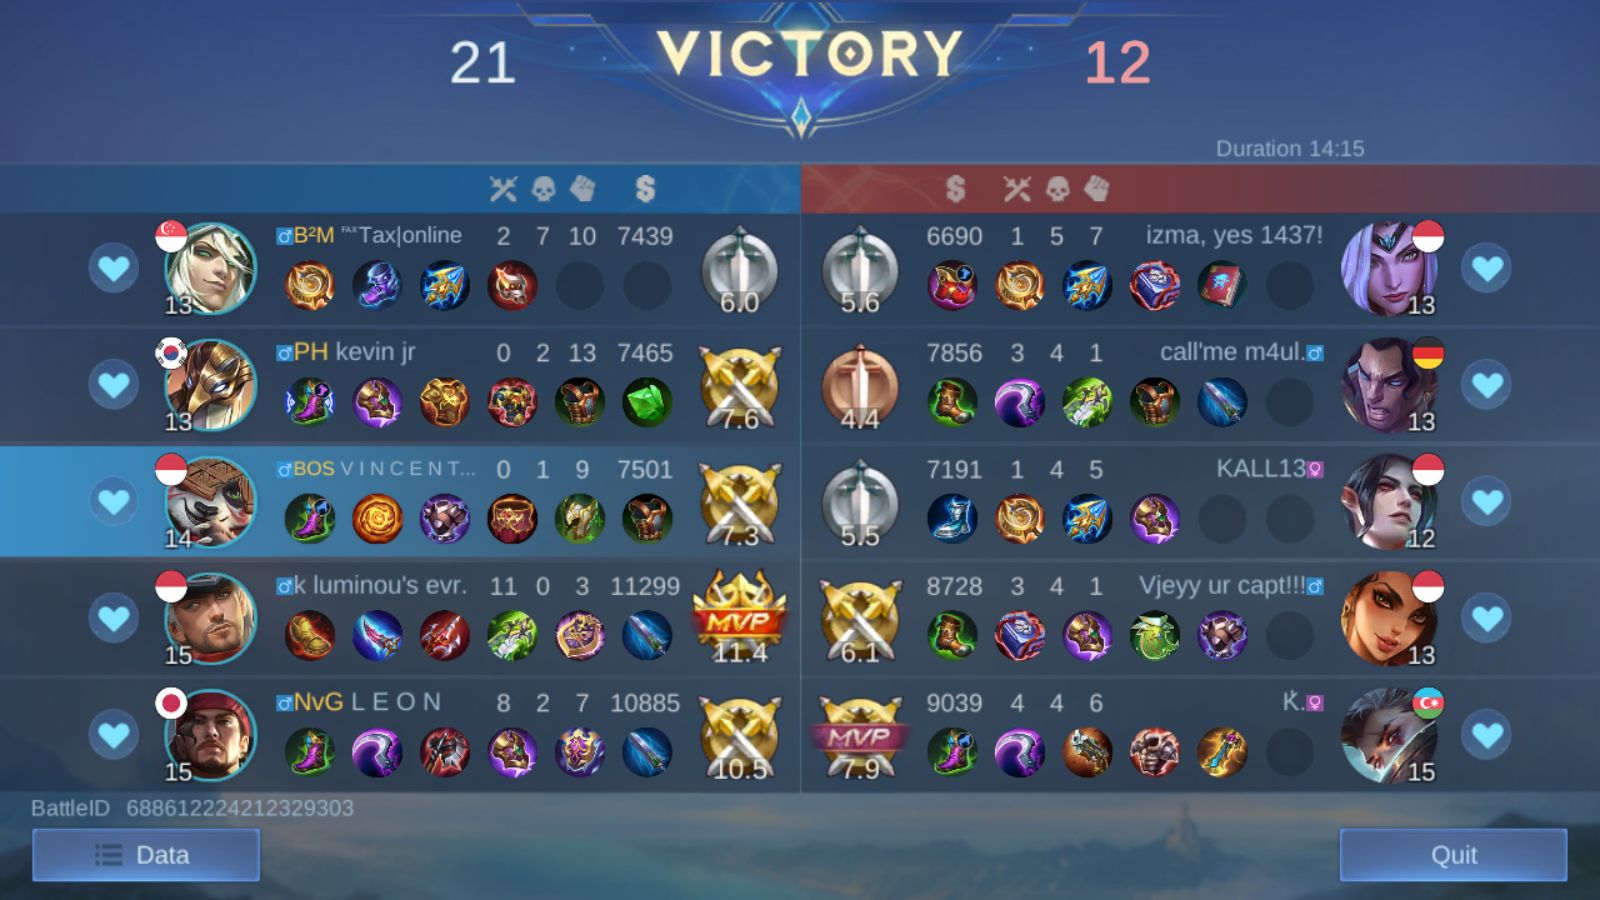 21 VICTORY 12
Duration 14:15
B²M ᶠᴬˣTax|online 2 7 10 7439
13 6.0
5.6 6690 1 5 7 izma, yes 1437!
13
PH kevin jr 0 2 13 7465
13 7.6
4.4 7856 3 4 1 call'me m4ul.
13
BOS V I N C E N T... 0 1 9 7501
14 7.3
5.5 7191 1 4 5 KALL13
12
k luminou's evr. 11 0 3 11299
15 MVP 11.4
6.1 8728 3 4 1 Vjeyy ur capt!!!
13
NvG L E O N 8 2 7 10885
15 10.5
MVP 7.9 9039 4 4 6
15
BattleID 688612224212329303
Data
Quit